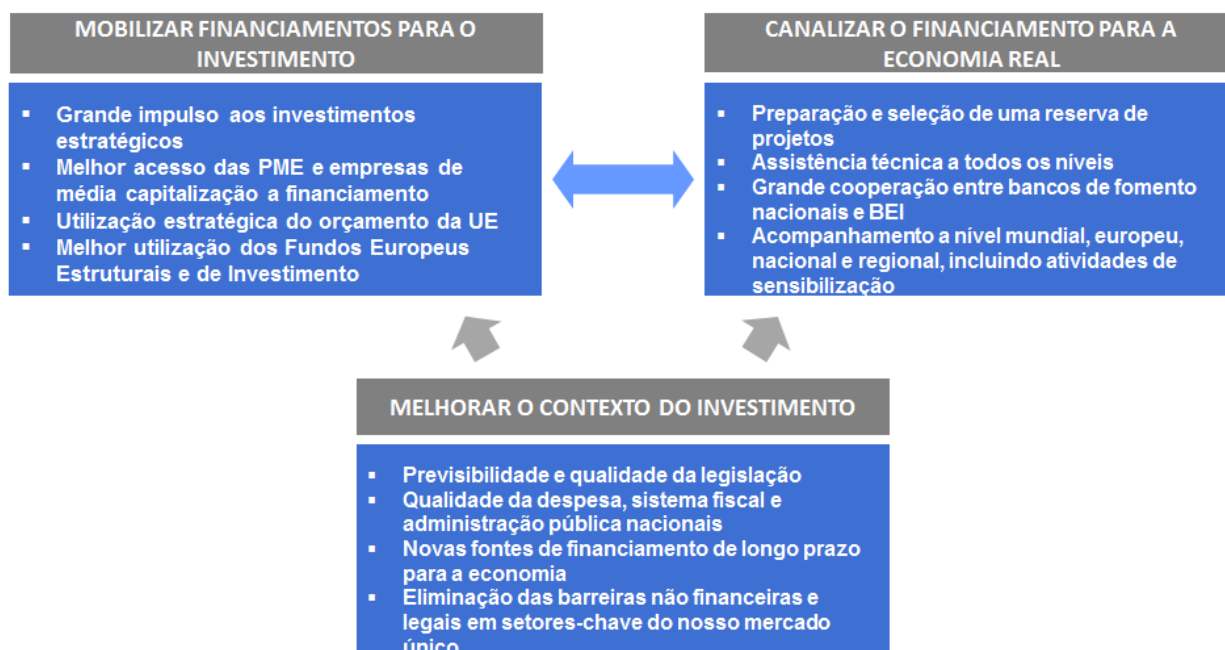 MOBILIZAR FINANCIAMENTOS PARA O
INVESTIMENTO
▪ Grande impulso aos investimentos
estratégicos
▪ Melhor acesso das PME e empresas de
média capitalização a financiamento
▪ Utilização estratégica do orçamento da UE
▪ Melhor utilização dos Fundos Europeus
Estruturais e de Investimento
CANALIZAR O FINANCIAMENTO PARA A
ECONOMIA REAL
▪ Preparação e seleção de uma reserva de
projetos
▪ Assistência técnica a todos os níveis
▪ Grande cooperação entre bancos de fomento
nacionais e BEI
▪ Acompanhamento a nível mundial, europeu,
nacional e regional, incluindo atividades de
sensibilização
MELHORAR O CONTEXTO DO INVESTIMENTO
▪ Previsibilidade e qualidade da legislação
▪ Qualidade da despesa, sistema fiscal e
administração pública nacionais
▪ Novas fontes de financiamento de longo prazo
para a economia
▪ Eliminação das barreiras não financeiras e
legais em setores-chave do nosso mercado
único